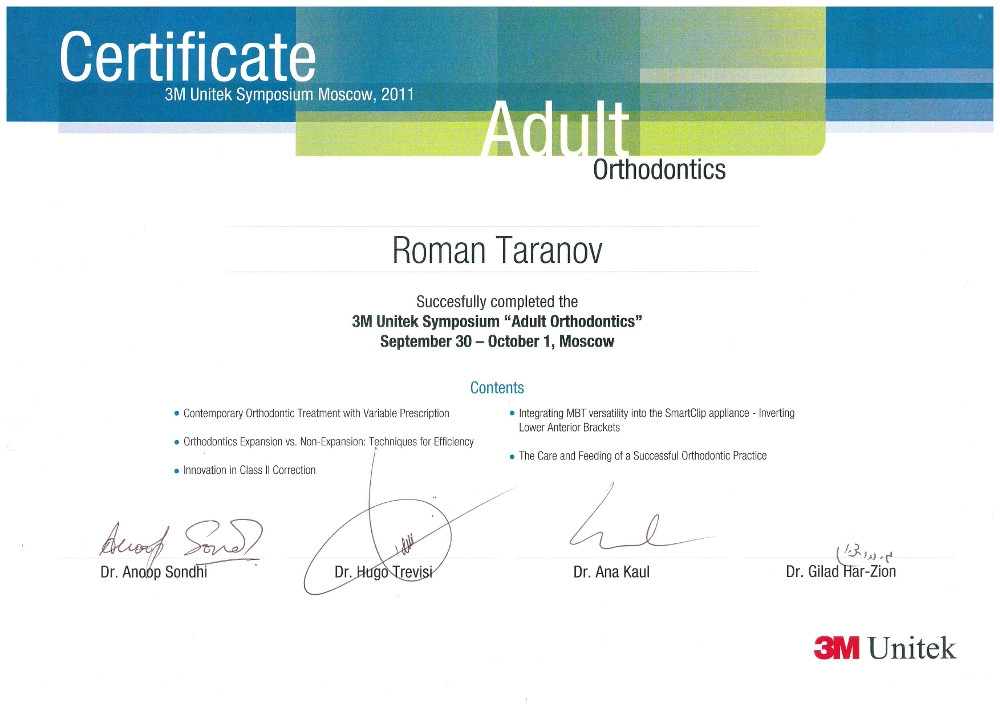 Certificate
3M Unitek Symposium Moscow, 2011
Adult
Orthodontics
Roman Taranov
Succesfully completed the
3M Unitek Symposium “Adult Orthodontics”
September 30 – October 1, Moscow
Contents
• Contemporary Orthodontic Treatment with Variable Prescription
• Orthodontics Expansion vs. Non-Expansion: Techniques for Efficiency
• Innovation in Class II Correction
• Integrating MBT versatility into the SmartClip appliance - Inverting
Lower Anterior Brackets
• The Care and Feeding of a Successful Orthodontic Practice
Anoop Sondhi
Dr. Anoop Sondhi
Dr. Hugo Trevisi
Dr. Ana Kaul
Dr. Gilad Har-Zion
3M Unitek